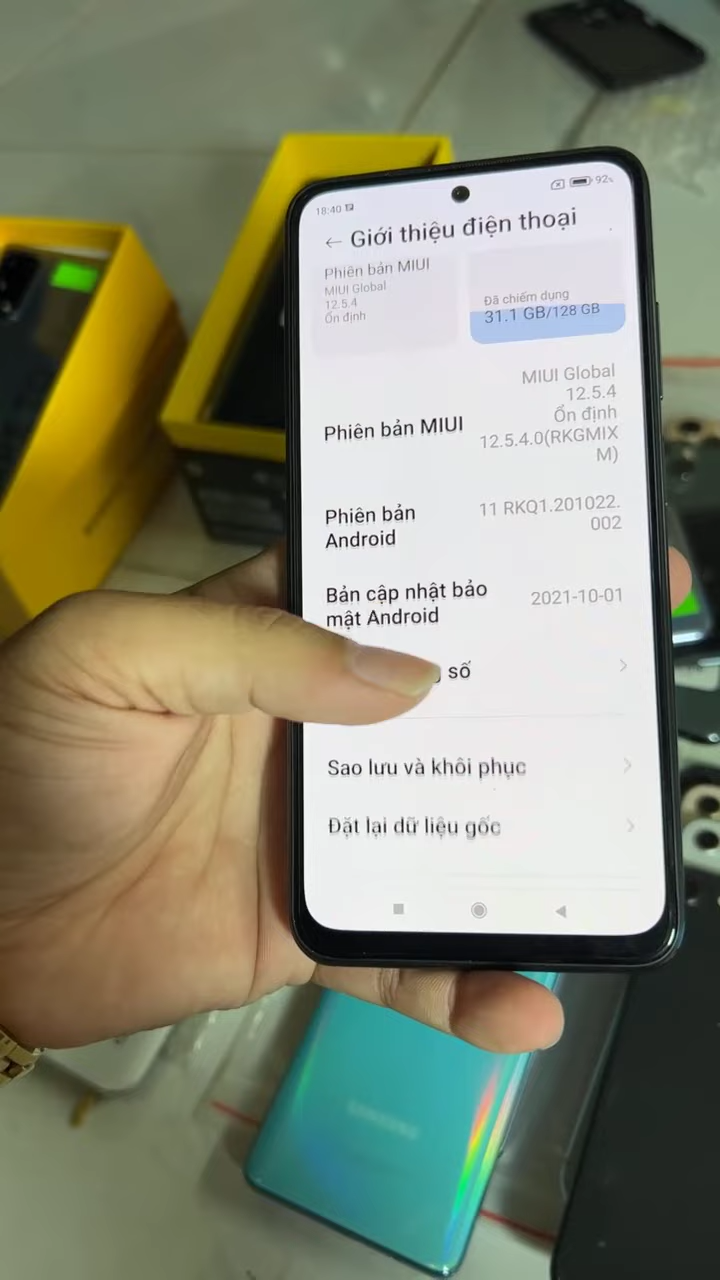 18:40
92%
← Giới thiệu điện thoại
Phiên bản MIUI
MIUI Global
12.5.4
Ổn định
Đã chiếm dụng
31.1 GB/128 GB
Phiên bản MIUI
MIUI Global
12.5.4
Ổn định
12.5.4.0(RKGMIX
M)
Phiên bản
Android
11 RKQ1.201022.
002
Bản cập nhật bảo
mật Android
2021-10-01
số
Sao lưu và khôi phục
Đặt lại dữ liệu gốc
SAMSUNG